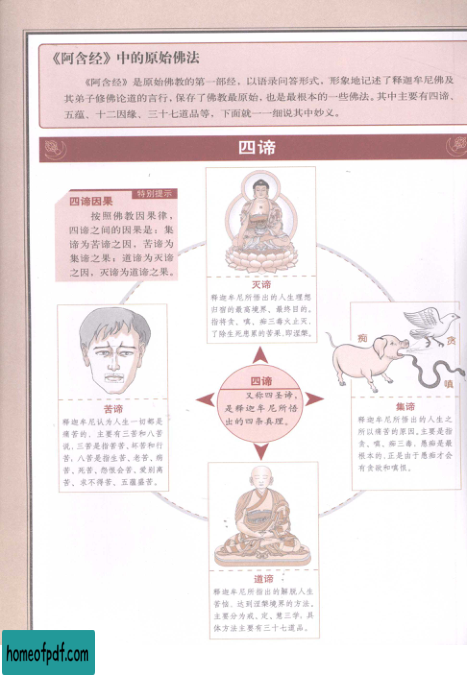 《阿含经》中的原始佛法
《阿含经》是原始佛教的第一部经，以语录问答形式，形象地记述了释迦牟尼佛及
其弟子修佛论道的言行，保存了佛教最原始，也是最根本的一些佛法。其中主要有四谛、
五蕴、十二因缘、三十七道品等，下面就一一细说其中妙义。
四谛
特别提示
四谛因果
按照佛教因果律，
四谛之间的因果是：集
谛为苦谛之因，苦谛为
集谛之果，道谛为灭谛
之因，灭谛为道谛之果。
灭谛
释迦牟尼所悟出的人生理想
归宿的最高境界、最终目的。
指将贪、嗔、痴三毒火止灭，
了除生死患累的苦果，即涅槃。
苦谛
释迦牟尼认为人生一切都是
痛苦的，主要有三苦和八苦
说，三苦是指苦苦、坏苦和行
苦，八苦是指生苦、老苦、病
苦、死苦、怨憎会苦、爱别离
苦、求不得苦、五蕴盛苦。
四谛
又称四圣谛，
是释迦牟尼所悟
出的四条真理。
痴
贪
嗔
集谛
释迦牟尼所悟出的人生之
所以痛苦的原因，主要是指
贪、嗔、痴三毒，愚痴是最
根本的，正是由于愚痴才会
有贪欲和嗔恨。
道谛
释迦牟尼所指出的解脱人生
苦恼、达到涅槃境界的方法。
主要分为戒、定、慧三学，具
体方法主要有三十七道品。
homeofpdf.com